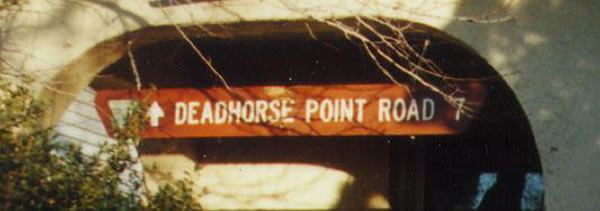 ↑ DEADHORSE POINT ROAD 7